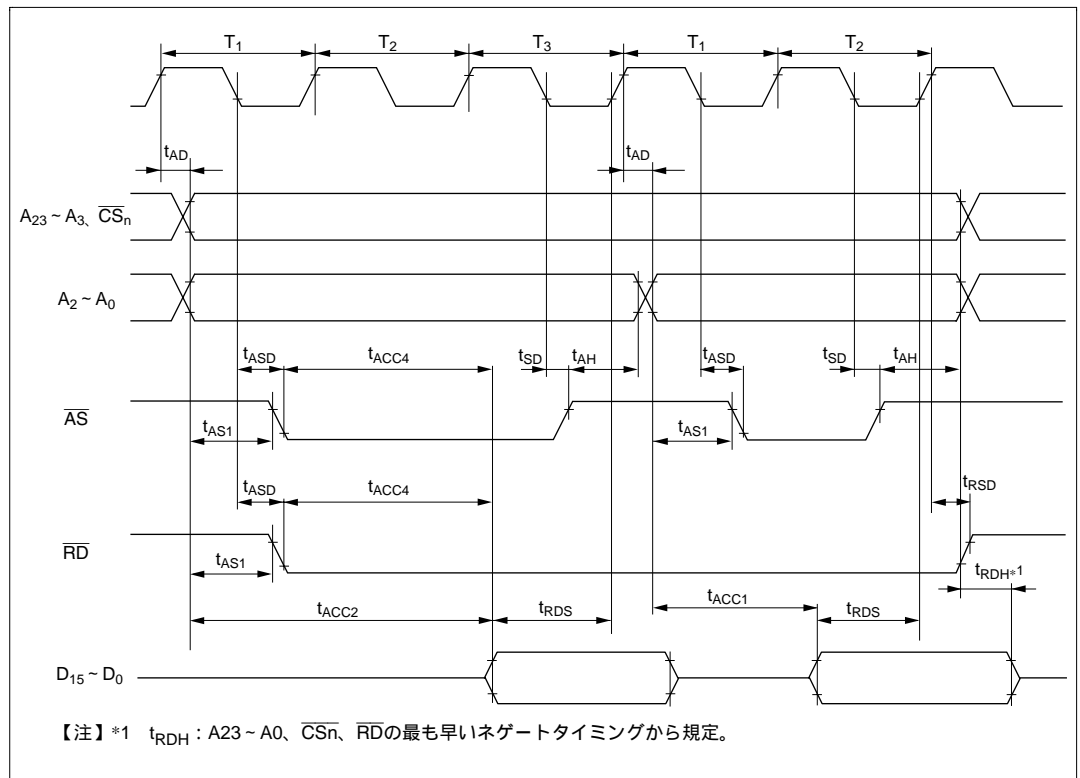 T1 T2 T3 T1 T2
tAD tAD
A23 ~ A3、CSn
A2 ~ A0
tASD tACC4 tSD tAH tASD tSD tAH
AS
tAS1 tAS1
tASD tACC4 tRSD
RD
tAS1 tRDH*1
tACC2 tRDS tACC1 tRDS
D15 ~ D0
【注】*1 tRDH：A23 ~ A0、CSn、RDの最も早いネゲートタイミングから規定。